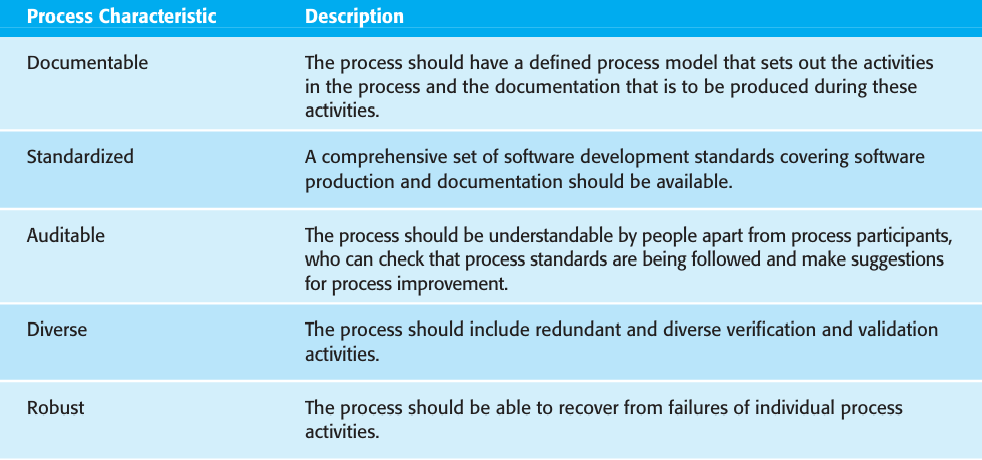 Process Characteristic Description
Documentable The process should have a defined process model that sets out the activities
in the process and the documentation that is to be produced during these
activities.
Standardized A comprehensive set of software development standards covering software
production and documentation should be available.
Auditable The process should be understandable by people apart from process participants,
who can check that process standards are being followed and make suggestions
for process improvement.
Diverse The process should include redundant and diverse verification and validation
activities.
Robust The process should be able to recover from failures of individual process
activities.